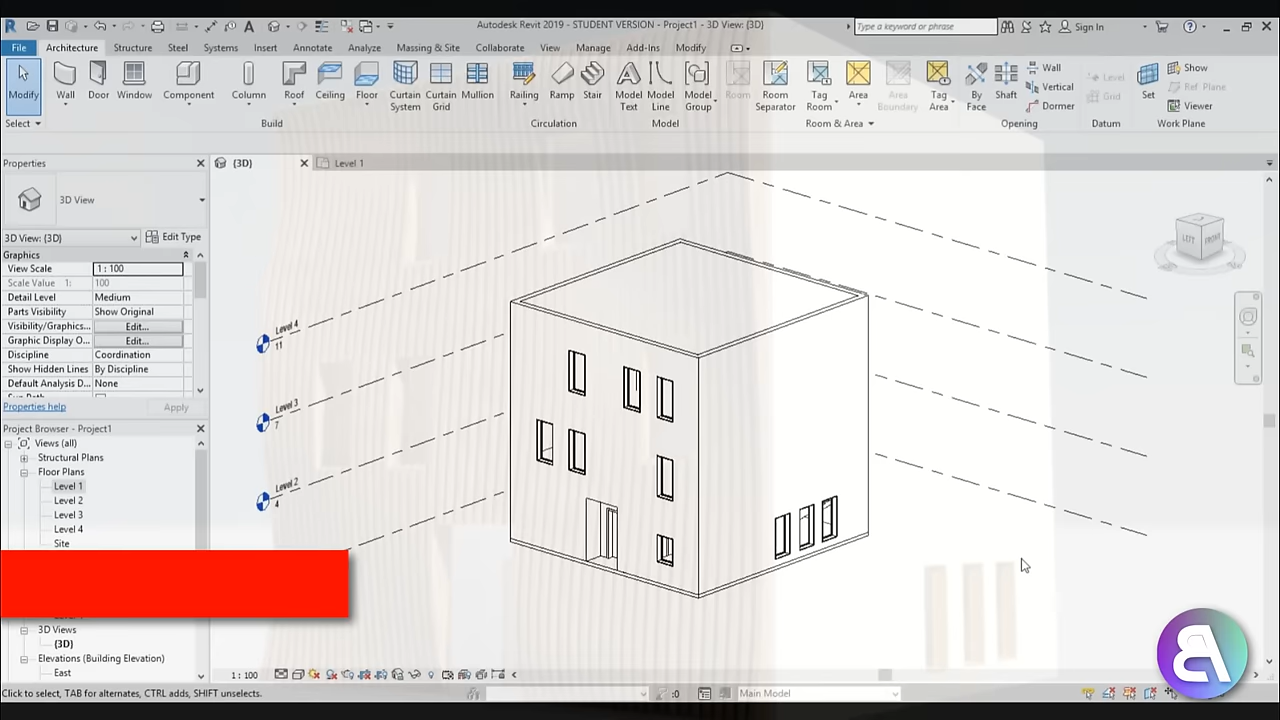 Autodesk Revit 2019 - STUDENT VERSION - Project1 - 3D View: {3D}
Type a keyword or phrase
Sign In
File Architecture Structure Steel Systems Insert Annotate Analyze Massing & Site Collaborate View Manage Add-Ins Modify
Modify Wall Door Window Component Column Roof Ceiling Floor Curtain System Curtain Grid Mullion Railing Ramp Stair Model Text Model Line Model Group Room Room Separator Tag Room Area Area Boundary Tag Area By Face Shaft Wall Vertical Dormer Level Grid Set Show Ref Plane Viewer
Select Build Circulation Model Room & Area Opening Datum Work Plane
Properties
{3D}
Level 1
3D View
3D View: {3D}
Edit Type
Graphics
View Scale 1 : 100
Scale Value 1: 100
Detail Level Medium
Parts Visibility Show Original
Visibility/Graphics... Edit...
Graphic Display O... Edit...
Discipline Coordination
Show Hidden Lines By Discipline
Default Analysis D... None
Properties help
Apply
Project Browser - Project1
Views (all)
Structural Plans
Floor Plans
Level 1
Level 2
Level 3
Level 4
Site
3D Views
{3D}
Elevations (Building Elevation)
East
Level 4
11
Level 3
7
Level 2
4
LEFT
FRONT
1 : 100
Click to select, TAB for alternates, CTRL adds, SHIFT unselects.
:0
Main Model